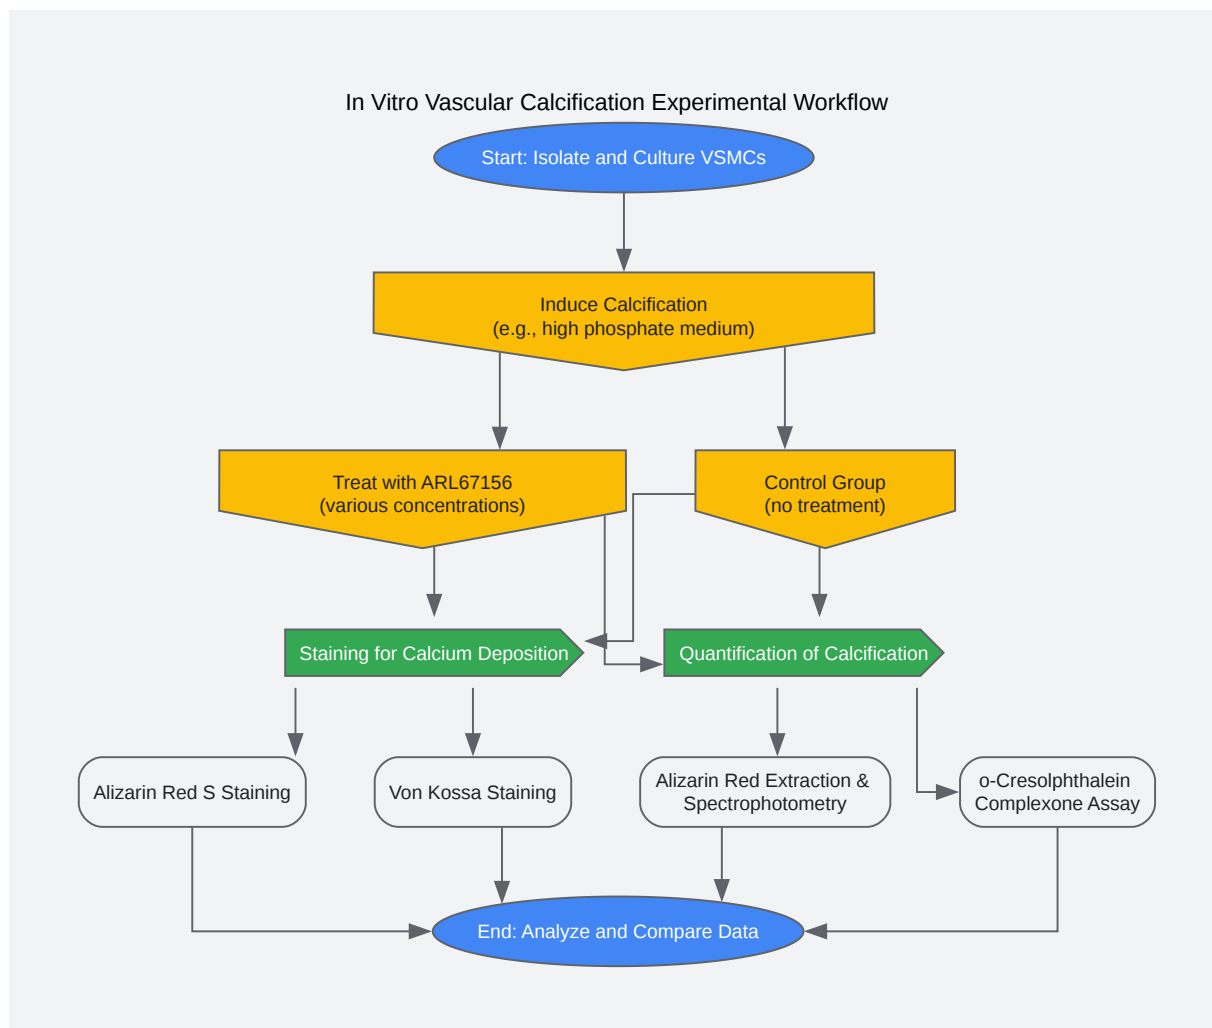 In Vitro Vascular Calcification Experimental Workflow
Start: Isolate and Culture VSMCs
Induce Calcification
(e.g., high phosphate medium)
Treat with ARL67156
(various concentrations)
Control Group
(no treatment)
Staining for Calcium Deposition
Quantification of Calcification
Alizarin Red S Staining
Von Kossa Staining
Alizarin Red Extraction &
Spectrophotometry
o-Cresolphthalein
Complexone Assay
End: Analyze and Compare Data